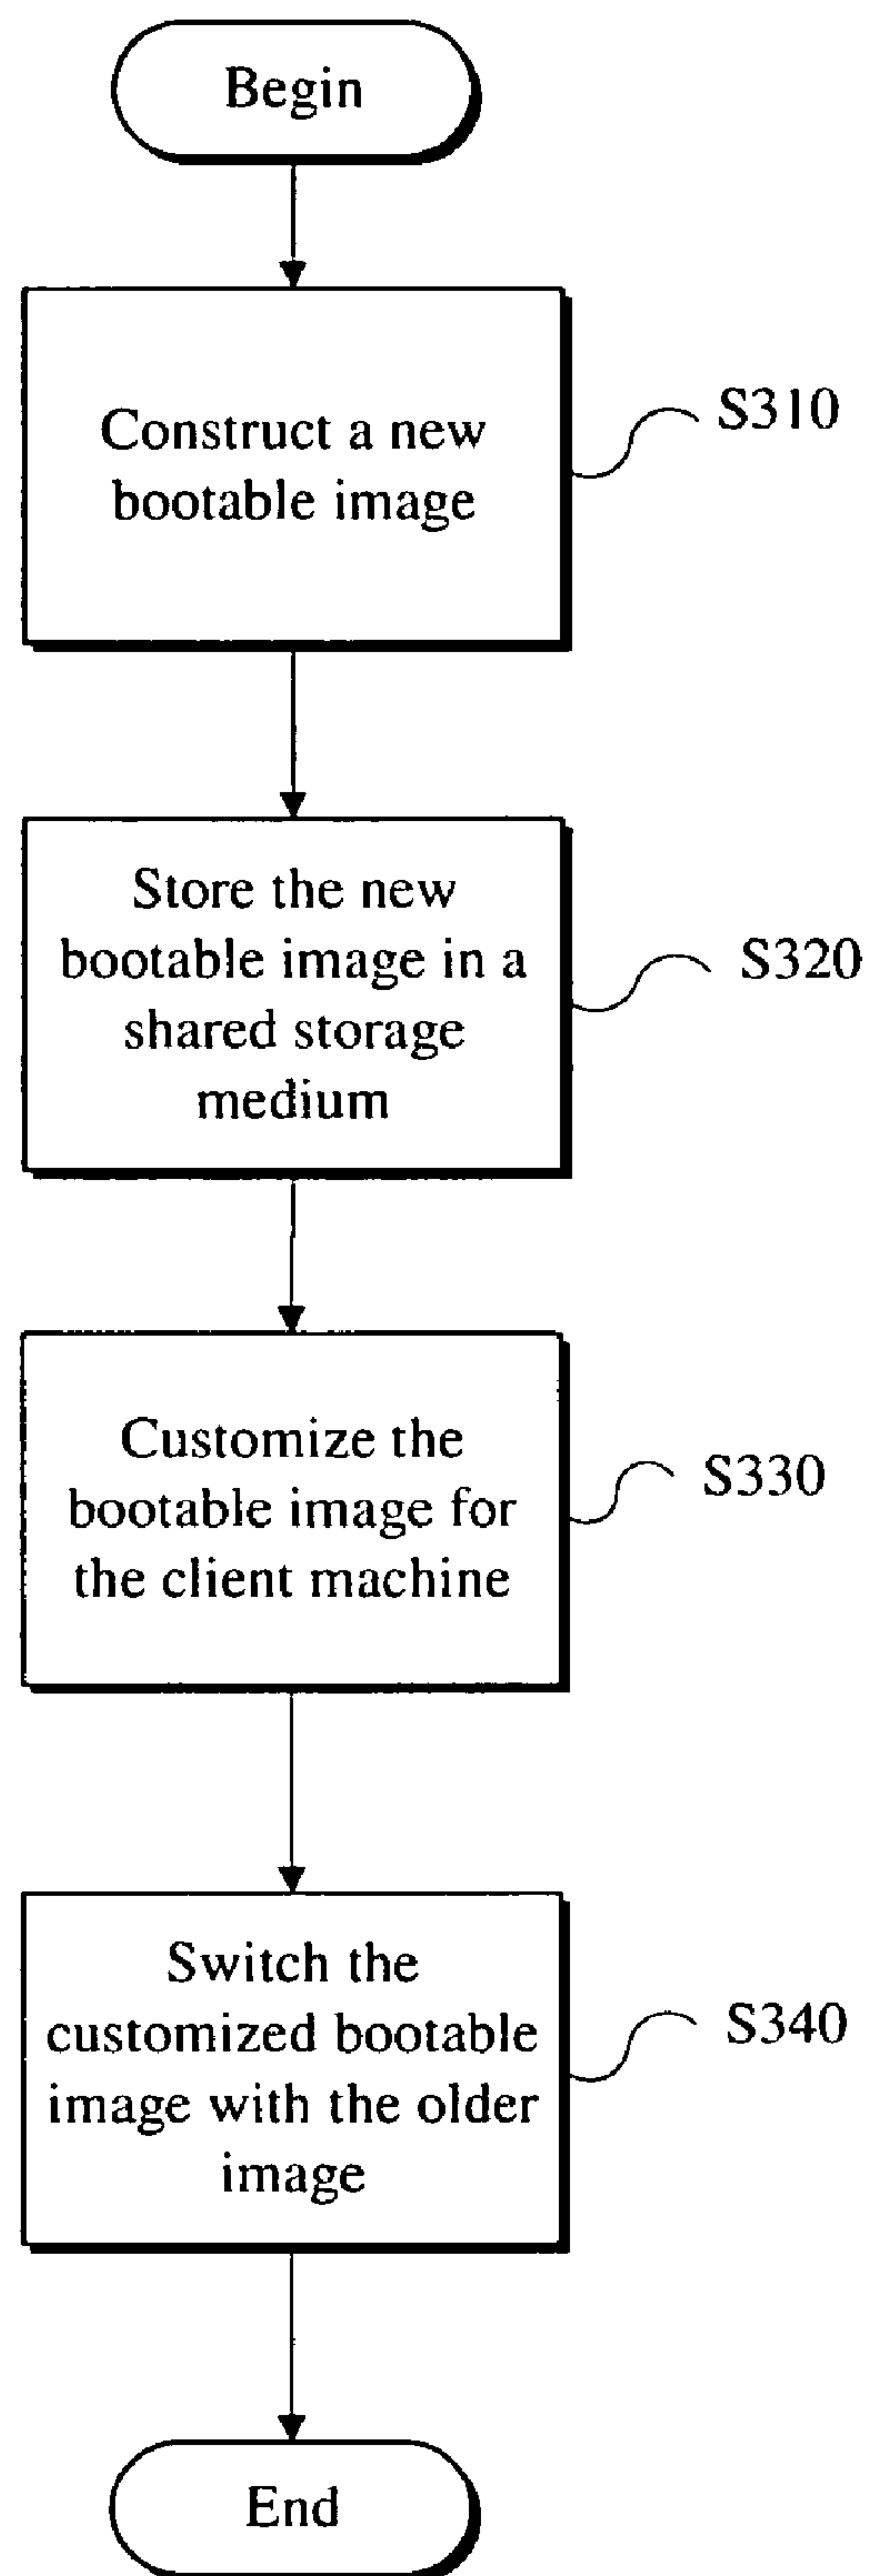 Begin
Construct a new
bootable image
S310
Store the new
bootable image in a
shared storage
medium
S320
Customize the
bootable image for
the client machine
S330
Switch the
customized bootable
image with the older
image
S340
End